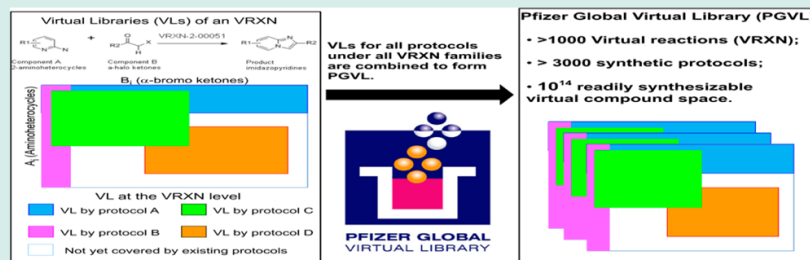 Virtual Libraries (VLs) of an VRXN
R1
N
+
R2
O
X
VRXN-2-00051
R1
N
N
R2
Component A
2-aminoheterocycles
Component B
α-halo ketones
Product
imidazopyridines
Bⱼ (α-bromo ketones)
Aᵢ (Aminoheterocycles)
VL at the VRXN level
VL by protocol A
VL by protocol C
VL by protocol B
VL by protocol D
Not yet covered by existing protocols
VLs for all protocols
under all VRXN families
are combined to form
PGVL.
PFIZER GLOBAL
VIRTUAL LIBRARY
Pfizer Global Virtual Library (PGVL
• >1000 Virtual reactions (VRXN);
• > 3000 synthetic protocols;
• 10¹⁴ readily synthesizable
virtual compound space.